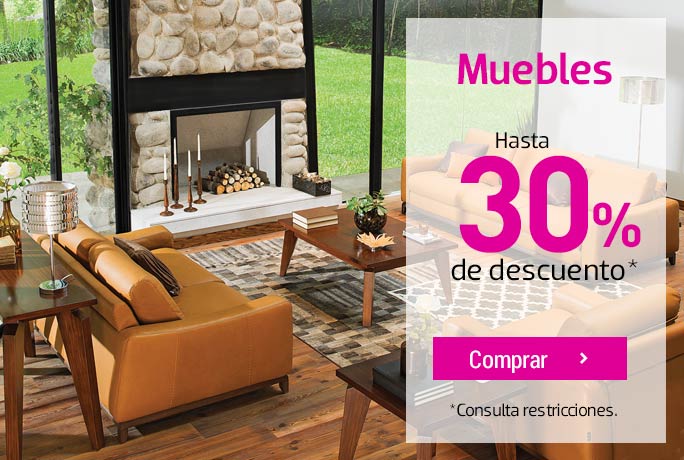 Muebles
Hasta
30%
de descuento*
Comprar >
*Consulta restricciones.